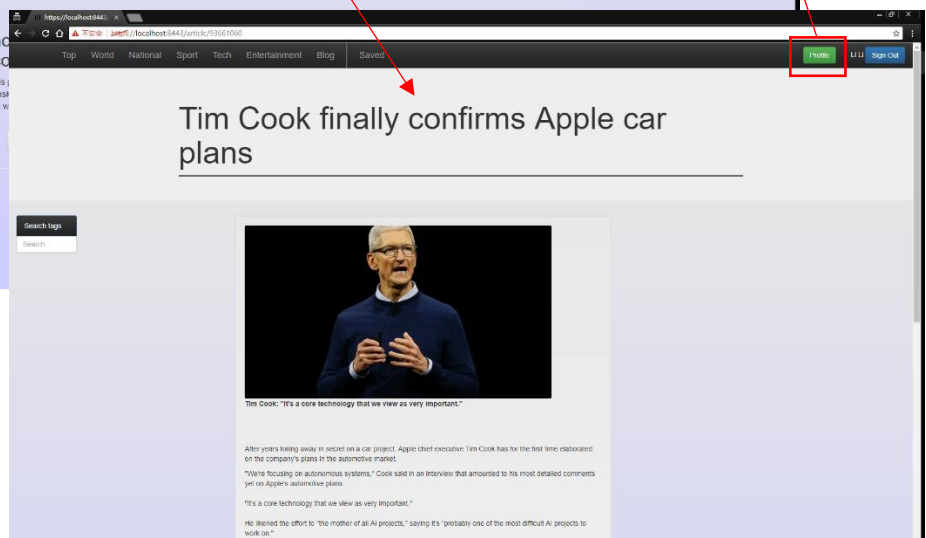 https://localhost:8443/
不安全 https://localhost:8443/article/93661060
Top World National Sport Tech Entertainment Blog Saved Profile LI LI Sign Out
Tim Cook finally confirms Apple car
plans
Search tags
Search
Tim Cook: "It's a core technology that we view as very important."
After years toiling away in secret on a car project, Apple chief executive Tim Cook has for the first time elaborated
on the company's plans in the automotive market.
"We're focusing on autonomous systems," Cook said in an interview that amounted to his most detailed comments
yet on Apple's automotive plans
"It's a core technology that we view as very important."
He likened the effort to "the mother of all AI projects," saying it's "probably one of the most difficult AI projects to
work on."